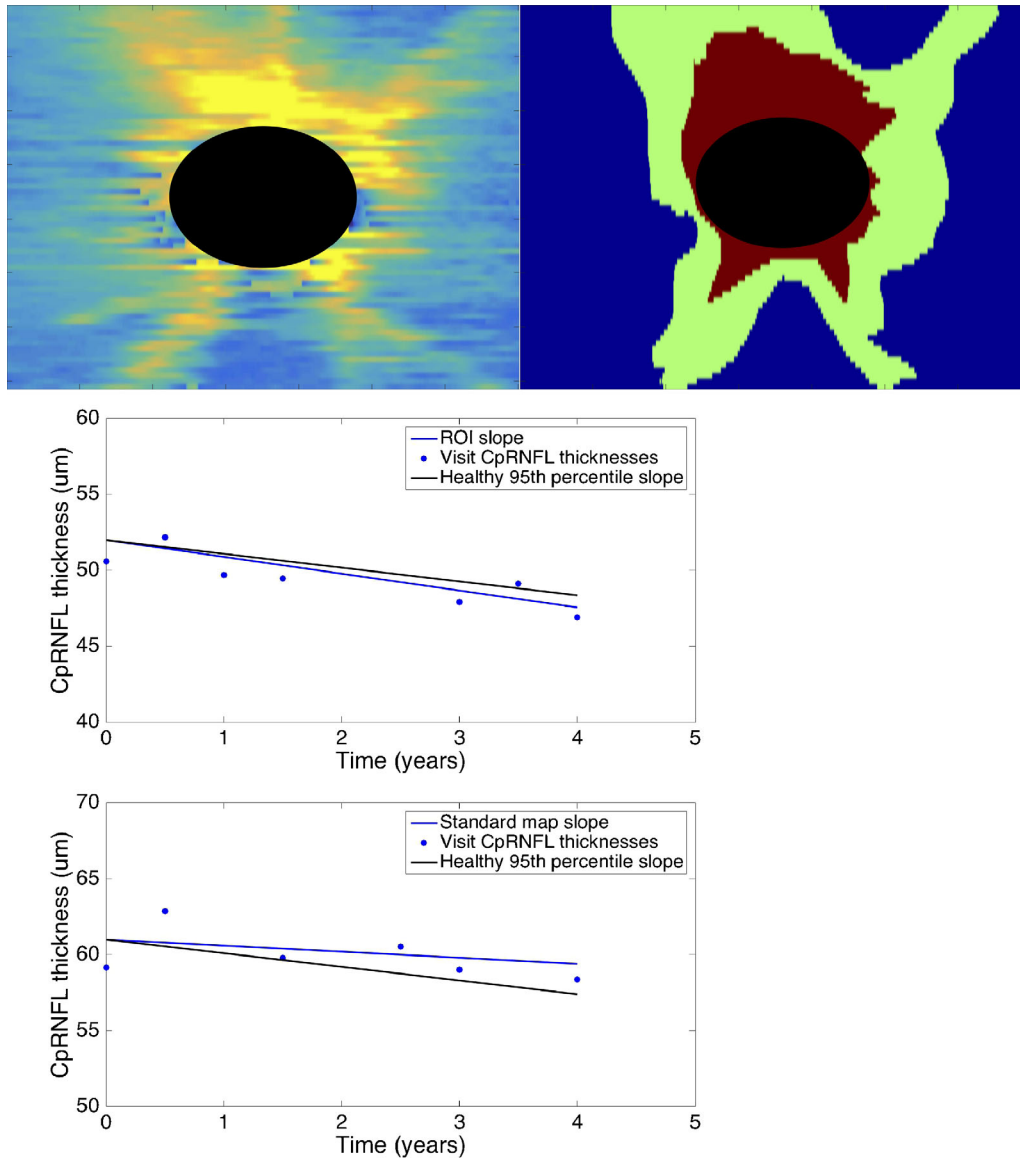 60
55
50
45
40
CpRNFL thickness (um)
ROI slope
Visit CpRNFL thicknesses
Healthy 95th percentile slope
0 1 2 3 4 5
Time (years)
70
65
60
55
50
CpRNFL thickness (um)
Standard map slope
Visit CpRNFL thicknesses
Healthy 95th percentile slope
0 1 2 3 4 5
Time (years)